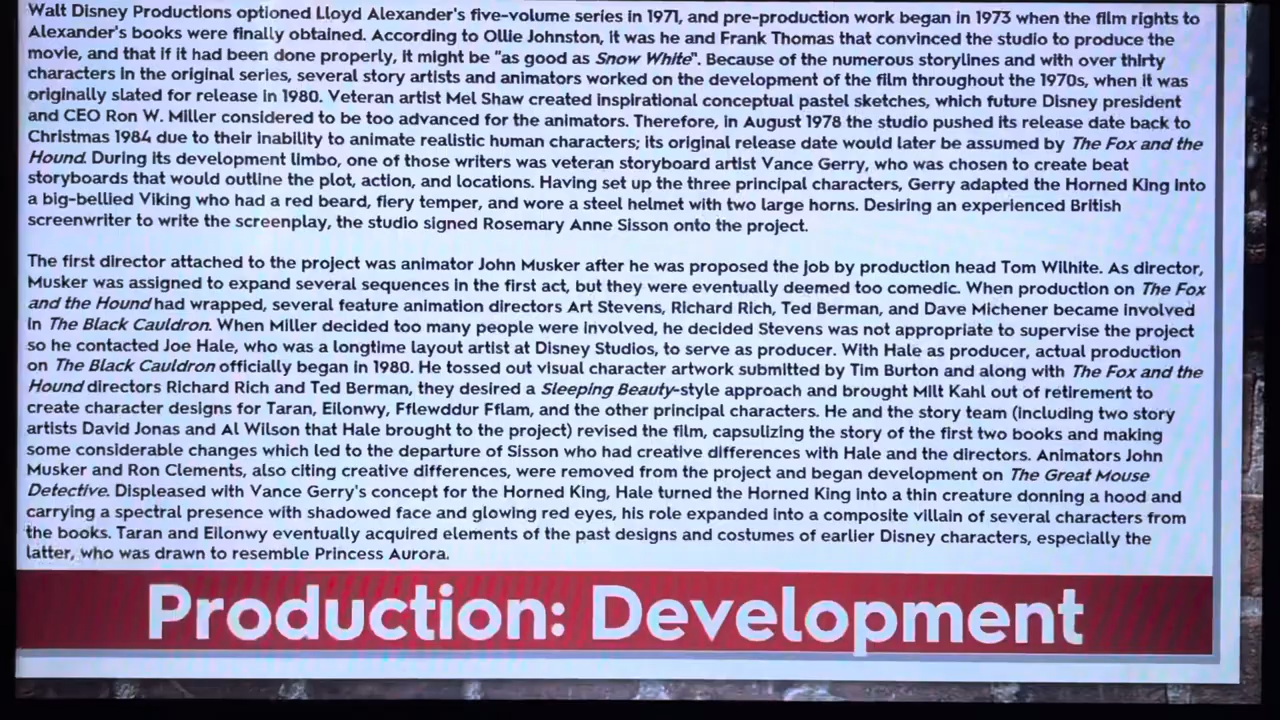 Walt Disney Productions optioned Lloyd Alexander's five-volume series in 1971, and pre-production work began in 1973 when the film rights to
Alexander's books were finally obtained. According to Ollie Johnston, it was he and Frank Thomas that convinced the studio to produce the
movie, and that if it had been done properly, it might be "as good as Snow White". Because of the numerous storylines and with over thirty
characters in the original series, several story artists and animators worked on the development of the film throughout the 1970s, when it was
originally slated for release in 1980. Veteran artist Mel Shaw created inspirational conceptual pastel sketches, which future Disney president
and CEO Ron W. Miller considered to be too advanced for the animators. Therefore, in August 1978 the studio pushed its release date back to
Christmas 1984 due to their inability to animate realistic human characters; its original release date would later be assumed by The Fox and the
Hound. During its development limbo, one of those writers was veteran storyboard artist Vance Gerry, who was chosen to create beat
storyboards that would outline the plot, action, and locations. Having set up the three principal characters, Gerry adapted the Horned King into
a big-bellied Viking who had a red beard, fiery temper, and wore a steel helmet with two large horns. Desiring an experienced British
screenwriter to write the screenplay, the studio signed Rosemary Anne Sisson onto the project.
The first director attached to the project was animator John Musker after he was proposed the job by production head Tom Wilhite. As director,
Musker was assigned to expand several sequences in the first act, but they were eventually deemed too comedic. When production on The Fox
and the Hound had wrapped, several feature animation directors Art Stevens, Richard Rich, Ted Berman, and Dave Michener became involved
in The Black Cauldron. When Miller decided too many people were involved, he decided Stevens was not appropriate to supervise the project
so he contacted Joe Hale, who was a longtime layout artist at Disney Studios, to serve as producer. With Hale as producer, actual production
on The Black Cauldron officially began in 1980. He tossed out visual character artwork submitted by Tim Burton and along with The Fox and the
Hound directors Richard Rich and Ted Berman, they desired a Sleeping Beauty-style approach and brought Milt Kahl out of retirement to
create character designs for Taran, Eilonwy, Fflewddur Fflam, and the other principal characters. He and the story team (including two story
artists David Jonas and Al Wilson that Hale brought to the project) revised the film, capsulizing the story of the first two books and making
some considerable changes which led to the departure of Sisson who had creative differences with Hale and the directors. Animators John
Musker and Ron Clements, also citing creative differences, were removed from the project and began development on The Great Mouse
Detective. Displeased with Vance Gerry's concept for the Horned King, Hale turned the Horned King into a thin creature donning a hood and
carrying a spectral presence with shadowed face and glowing red eyes, his role expanded into a composite villain of several characters from
the books. Taran and Eilonwy eventually acquired elements of the past designs and costumes of earlier Disney characters, especially the
latter, who was drawn to resemble Princess Aurora.
Production: Development